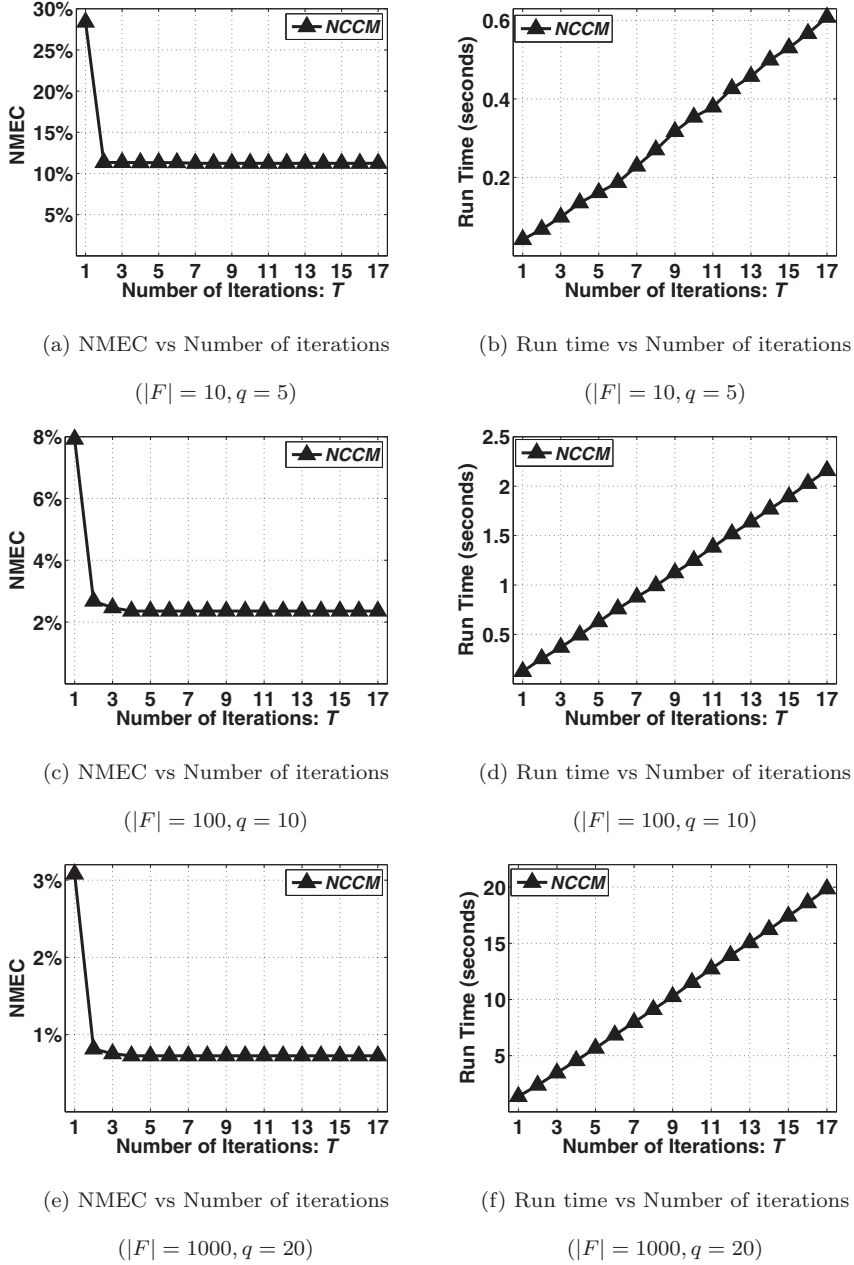 30%
25%
20%
15%
10%
5%
NMEC
NCCM
1 3 5 7 9 11 13 15 17
Number of Iterations: T
0.6
0.4
0.2
Run Time (seconds)
NCCM
1 3 5 7 9 11 13 15 17
Number of Iterations: T
(a) NMEC vs Number of iterations
(|F| = 10, q = 5)
(b) Run time vs Number of iterations
(|F| = 10, q = 5)
8%
6%
4%
2%
NMEC
NCCM
1 3 5 7 9 11 13 15 17
Number of Iterations: T
2.5
2
1.5
1
0.5
Run Time (seconds)
NCCM
1 3 5 7 9 11 13 15 17
Number of Iterations: T
(c) NMEC vs Number of iterations
(|F| = 100, q = 10)
(d) Run time vs Number of iterations
(|F| = 100, q = 10)
3%
2%
1%
NMEC
NCCM
1 3 5 7 9 11 13 15 17
Number of Iterations: T
20
15
10
5
Run Time (seconds)
NCCM
1 3 5 7 9 11 13 15 17
Number of Iterations: T
(e) NMEC vs Number of iterations
(|F| = 1000, q = 20)
(f) Run time vs Number of iterations
(|F| = 1000, q = 20)